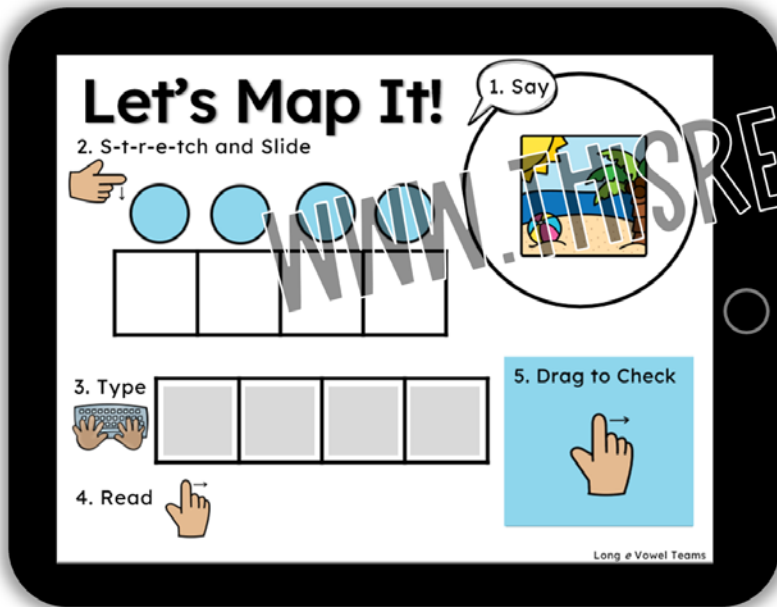 Let's Map It!
1. Say
2. S-t-r-e-tch and Slide
WWW.THISRE
3. Type
5. Drag to Check
4. Read
Long e Vowel Teams